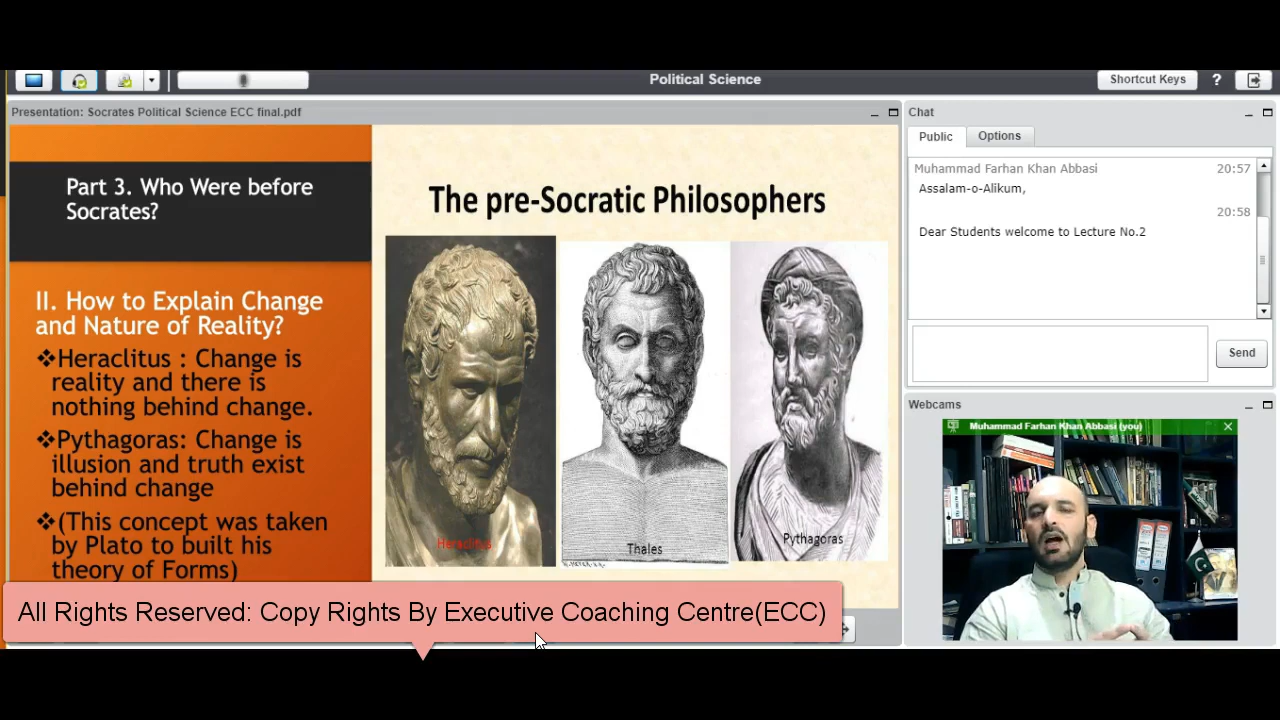 Political Science
Shortcut Keys
?
Presentation: Socrates Political Science ECC final.pdf
Part 3. Who Were before
Socrates?
II. How to Explain Change
and Nature of Reality?
❖Heraclitus : Change is
reality and there is
nothing behind change.
❖Pythagoras: Change is
illusion and truth exist
behind change
❖(This concept was taken
by Plato to built his
theory of Forms)
The pre-Socratic Philosophers
Heraclitus
Thales
Pythagoras
All Rights Reserved: Copy Rights By Executive Coaching Centre(ECC)
Chat
Public
Options
Muhammad Farhan Khan Abbasi 20:57
Assalam-o-Alikum,
20:58
Dear Students welcome to Lecture No.2
Send
Webcams
Muhammad Farhan Khan Abbasi (you)